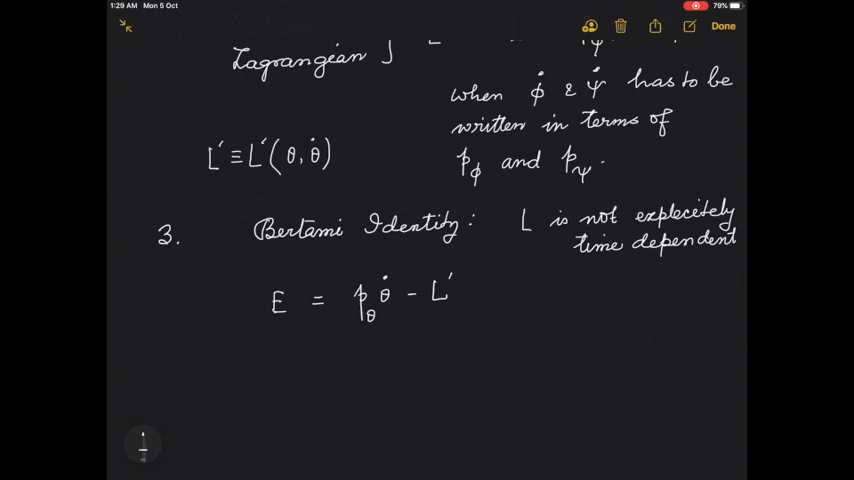 1:29 AM Mon 5 Oct
79%
Done
Lagrangian }
when φ̇ & ψ̇ has to be
written in terms of
p_φ and p_ψ.
L' ≡ L'(θ, θ̇)
3. Bertami Identity: L is not explecitely
time dependent
E = p_θ θ̇ - L'